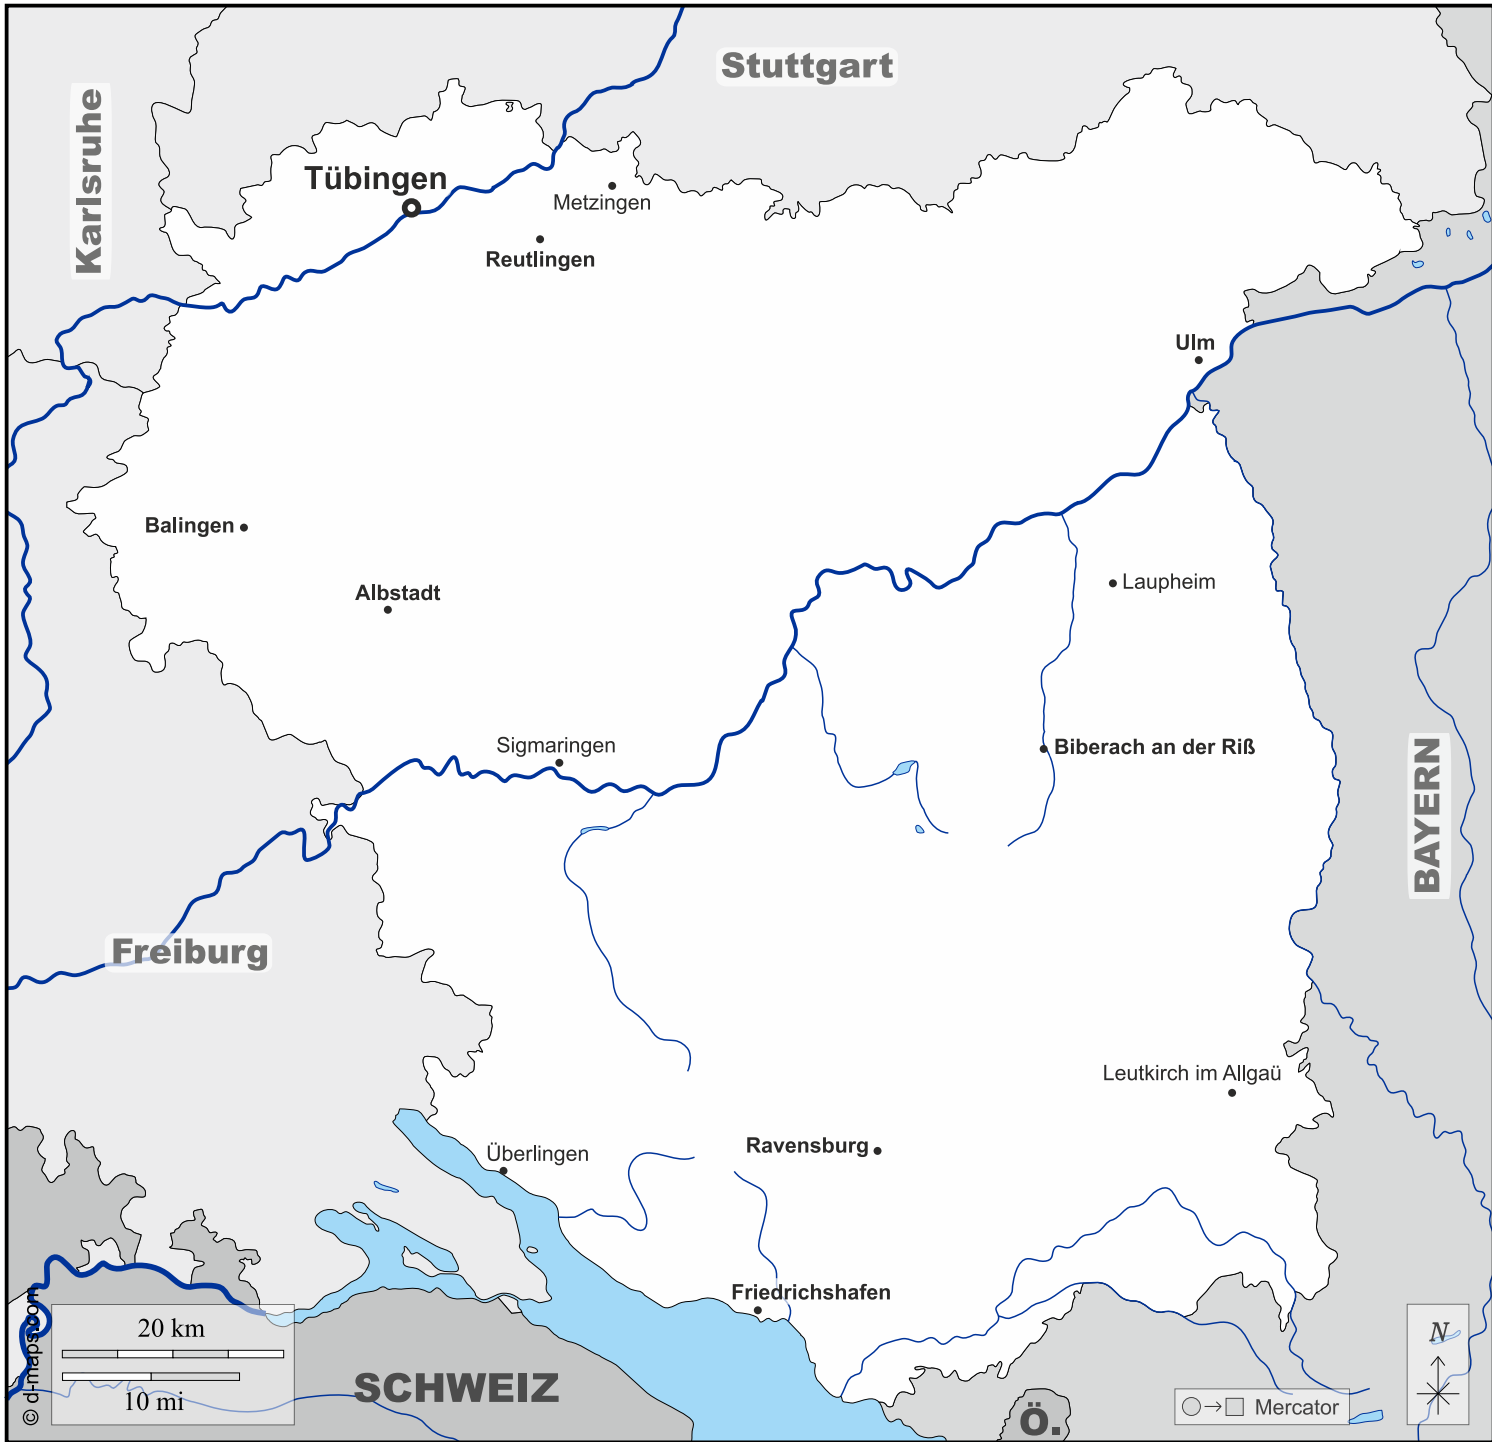 Stuttgart
Karlsruhe
Tübingen
Metzingen
Reutlingen
Ulm
Balingen
Albstadt
Laupheim
Sigmaringen
Biberach an der Riß
BAYERN
Freiburg
Leutkirch im Allgaü
Überlingen
Ravensburg
Friedrichshafen
© d-maps.com
20 km
10 mi
SCHWEIZ
Ö.
Mercator
N